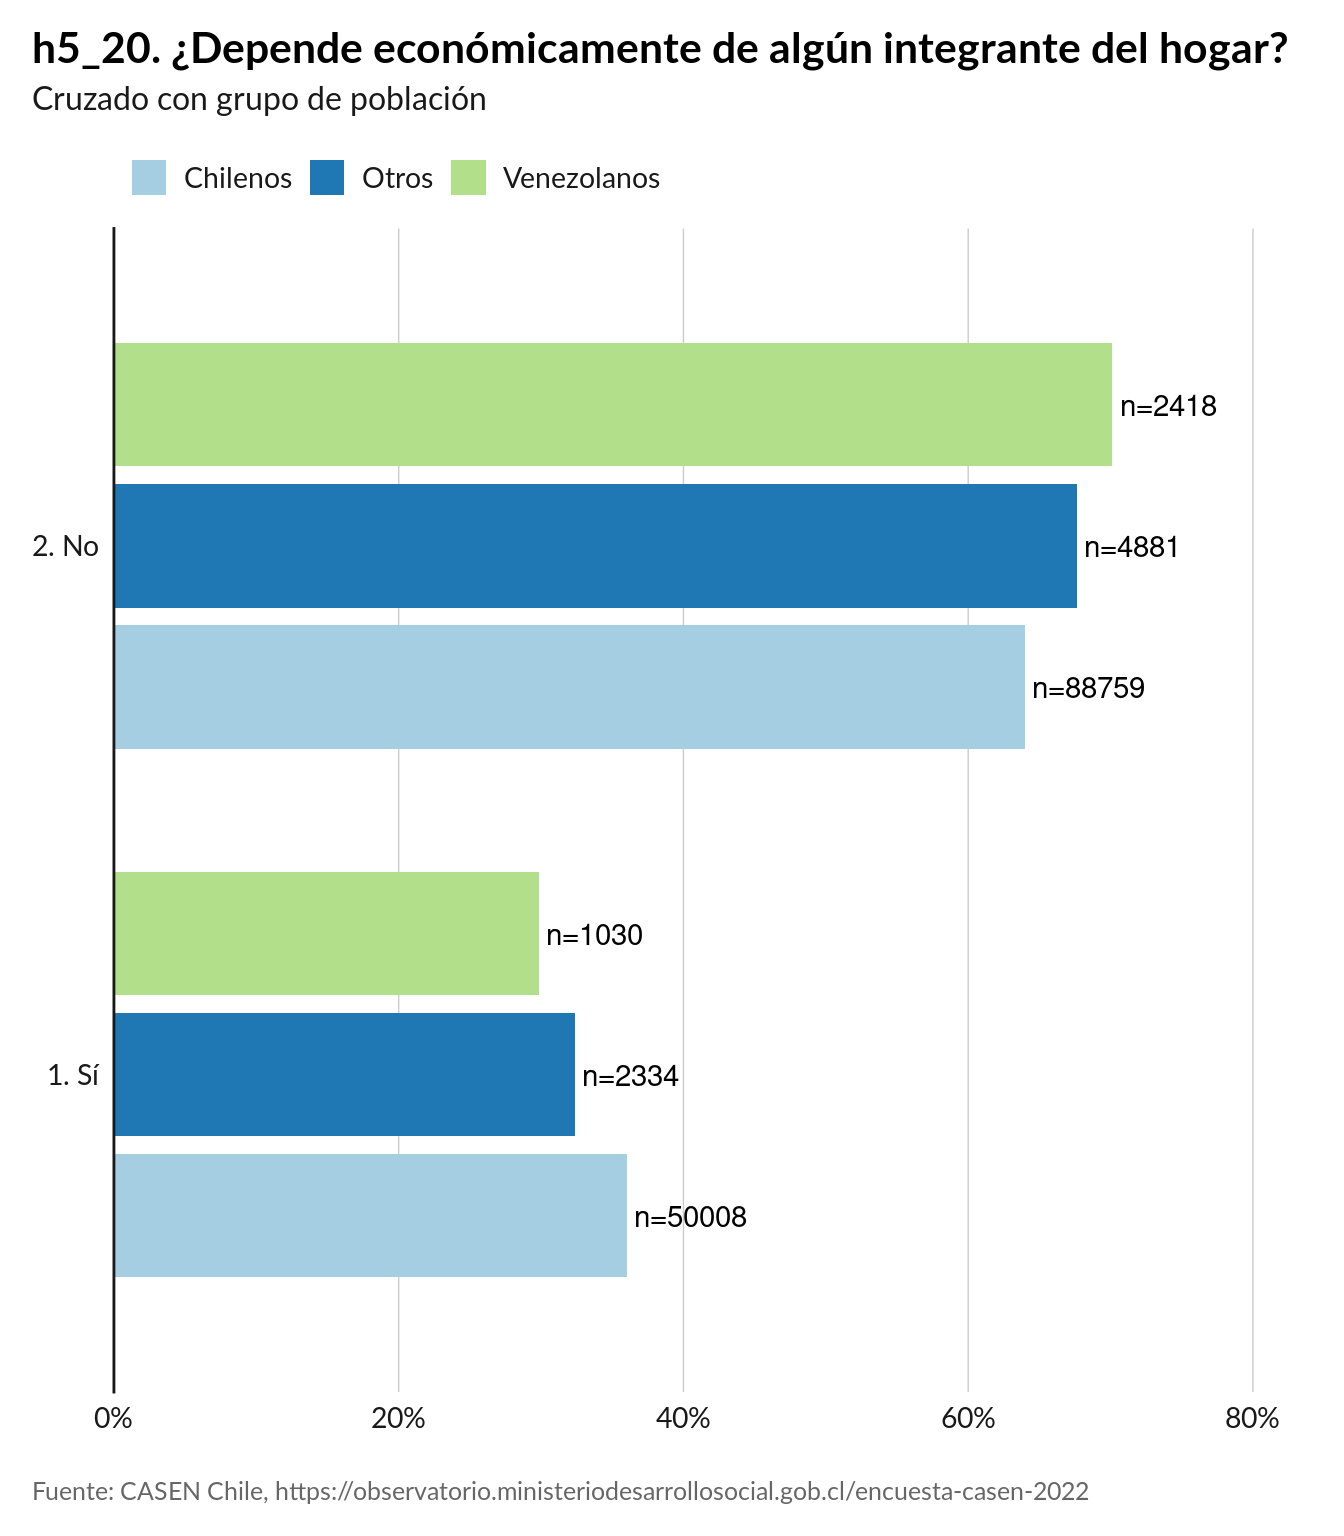 h5_20. ¿Depende económicamente de algún integrante del hogar?
Cruzado con grupo de población
Chilenos Otros Venezolanos
n=2418
2. No n=4881
n=88759
n=1030
1. Sí n=2334
n=50008
0% 20% 40% 60% 80%
Fuente: CASEN Chile, https://observatorio.ministeriodesarrollosocial.gob.cl/encuesta-casen-2022